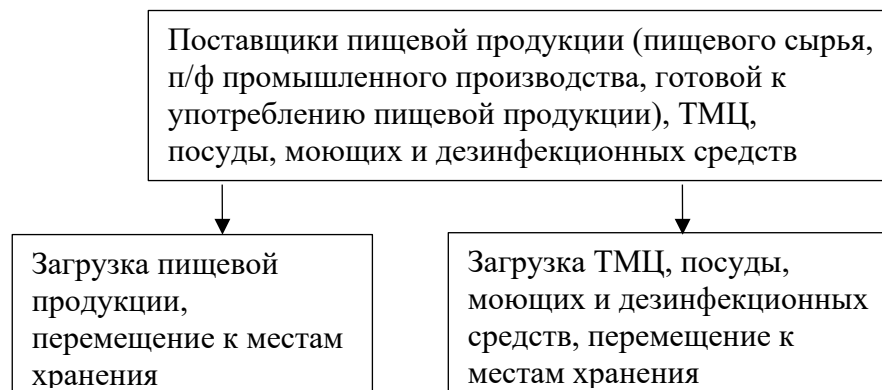 Поставщики пищевой продукции (пищевого сырья,
п/ф промышленного производства, готовой к
употреблению пищевой продукции), ТМЦ,
посуды, моющих и дезинфекционных средств
Загрузка пищевой
продукции,
перемещение к местам
хранения
Загрузка ТМЦ, посуды,
моющих и дезинфекционных
средств, перемещение к
местам хранения